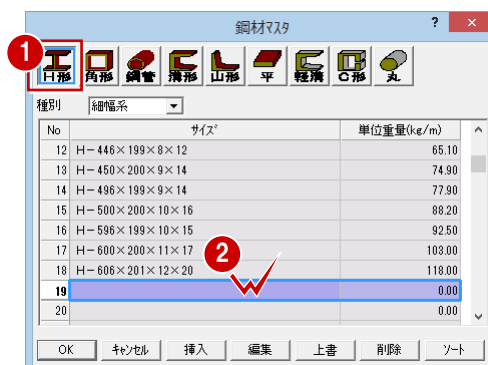 鋼材ﾏｽﾀ ? ×
1
H形 角形 鋼管 溝形 山形 平 軽溝 C形 丸
種別 細幅系
No ｻｲｽﾞ 単位重量(kg/m)
12 H－446×199×8×12 65.10
13 H－450×200×9×14 74.90
14 H－496×199×9×14 77.90
15 H－500×200×10×16 88.20
16 H－596×199×10×15 92.50
17 H－600×200×11×17 103.00
2
18 H－606×201×12×20 118.00
19 0.00
20 0.00
OK ｷｬﾝｾﾙ 挿入 編集 上書 削除 ｿｰﾄ